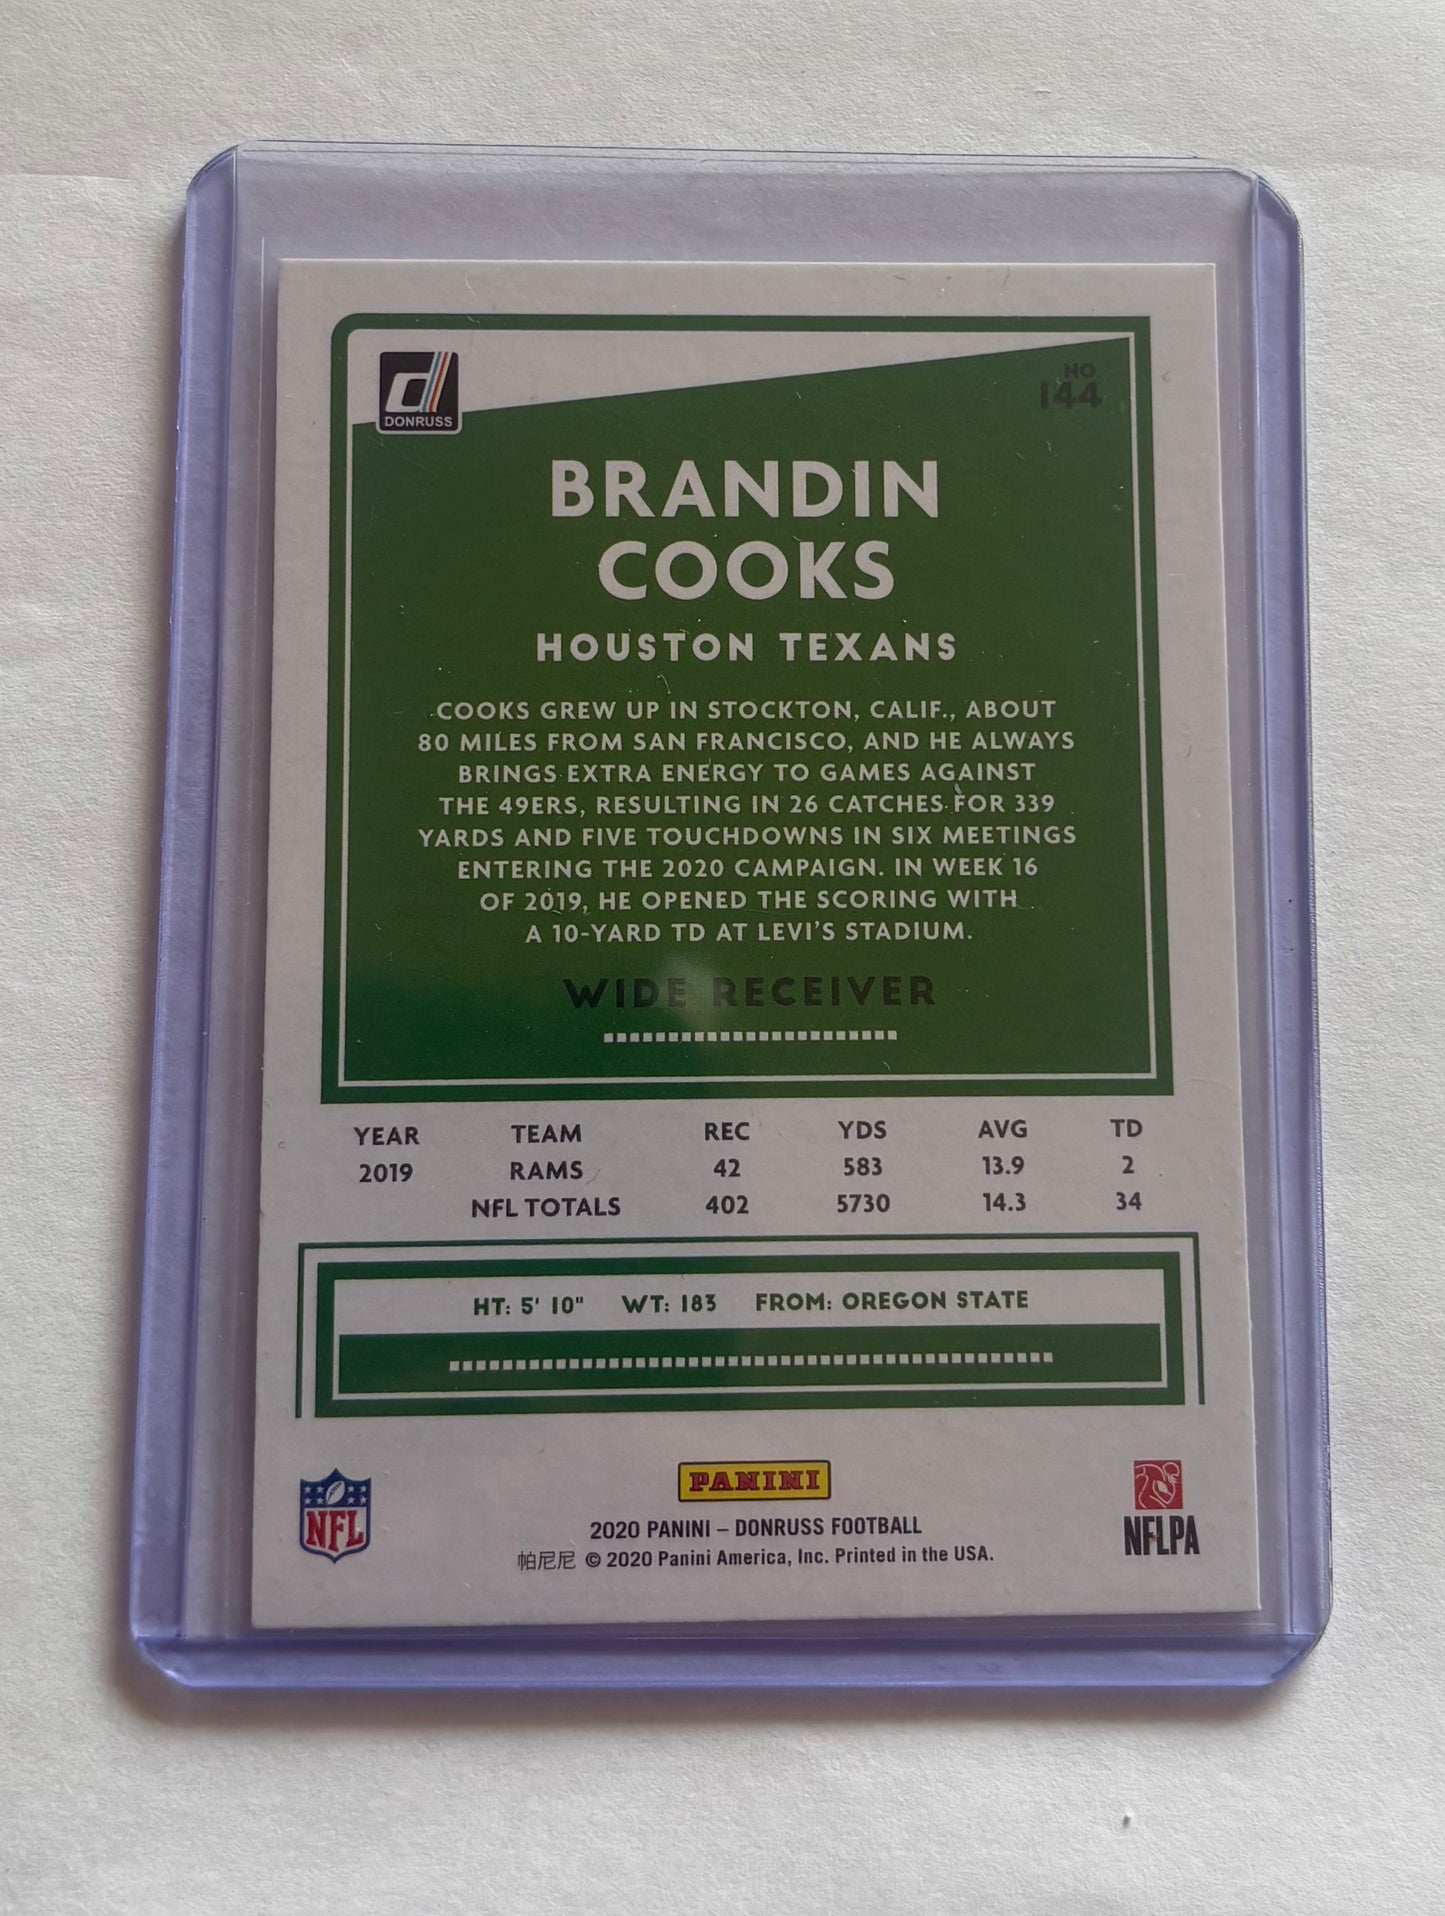 DONRUSS
NO.
144
BRANDIN
COOKS
HOUSTON TEXANS
COOKS GREW UP IN STOCKTON, CALIF., ABOUT
80 MILES FROM SAN FRANCISCO, AND HE ALWAYS
BRINGS EXTRA ENERGY TO GAMES AGAINST
THE 49ERS, RESULTING IN 26 CATCHES FOR 339
YARDS AND FIVE TOUCHDOWNS IN SIX MEETINGS
ENTERING THE 2020 CAMPAIGN. IN WEEK 16
OF 2019, HE OPENED THE SCORING WITH
A 10-YARD TD AT LEVI'S STADIUM.
WIDE RECEIVER
YEAR TEAM REC YDS AVG TD
2019 RAMS 42 583 13.9 2
NFL TOTALS 402 5730 14.3 34
HT: 5' 10" WT: 183 FROM: OREGON STATE
NFL
PANINI
NFLPA
2020 PANINI – DONRUSS FOOTBALL
帕尼尼 © 2020 Panini America, Inc. Printed in the USA.